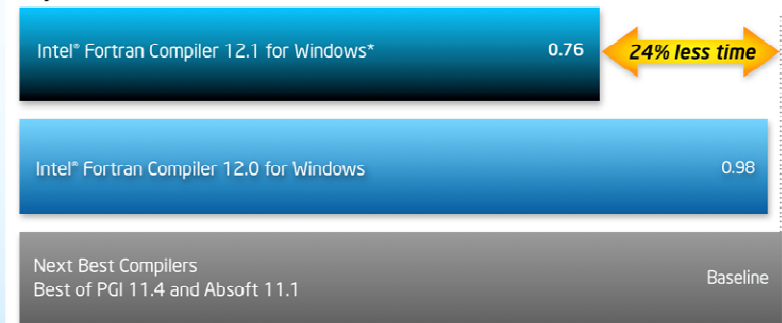 Intel® Fortran Compiler 12.1 for Windows* 0.76
24% less time
Intel® Fortran Compiler 12.0 for Windows 0.98
Next Best Compilers
Best of PGI 11.4 and Absoft 11.1
Baseline